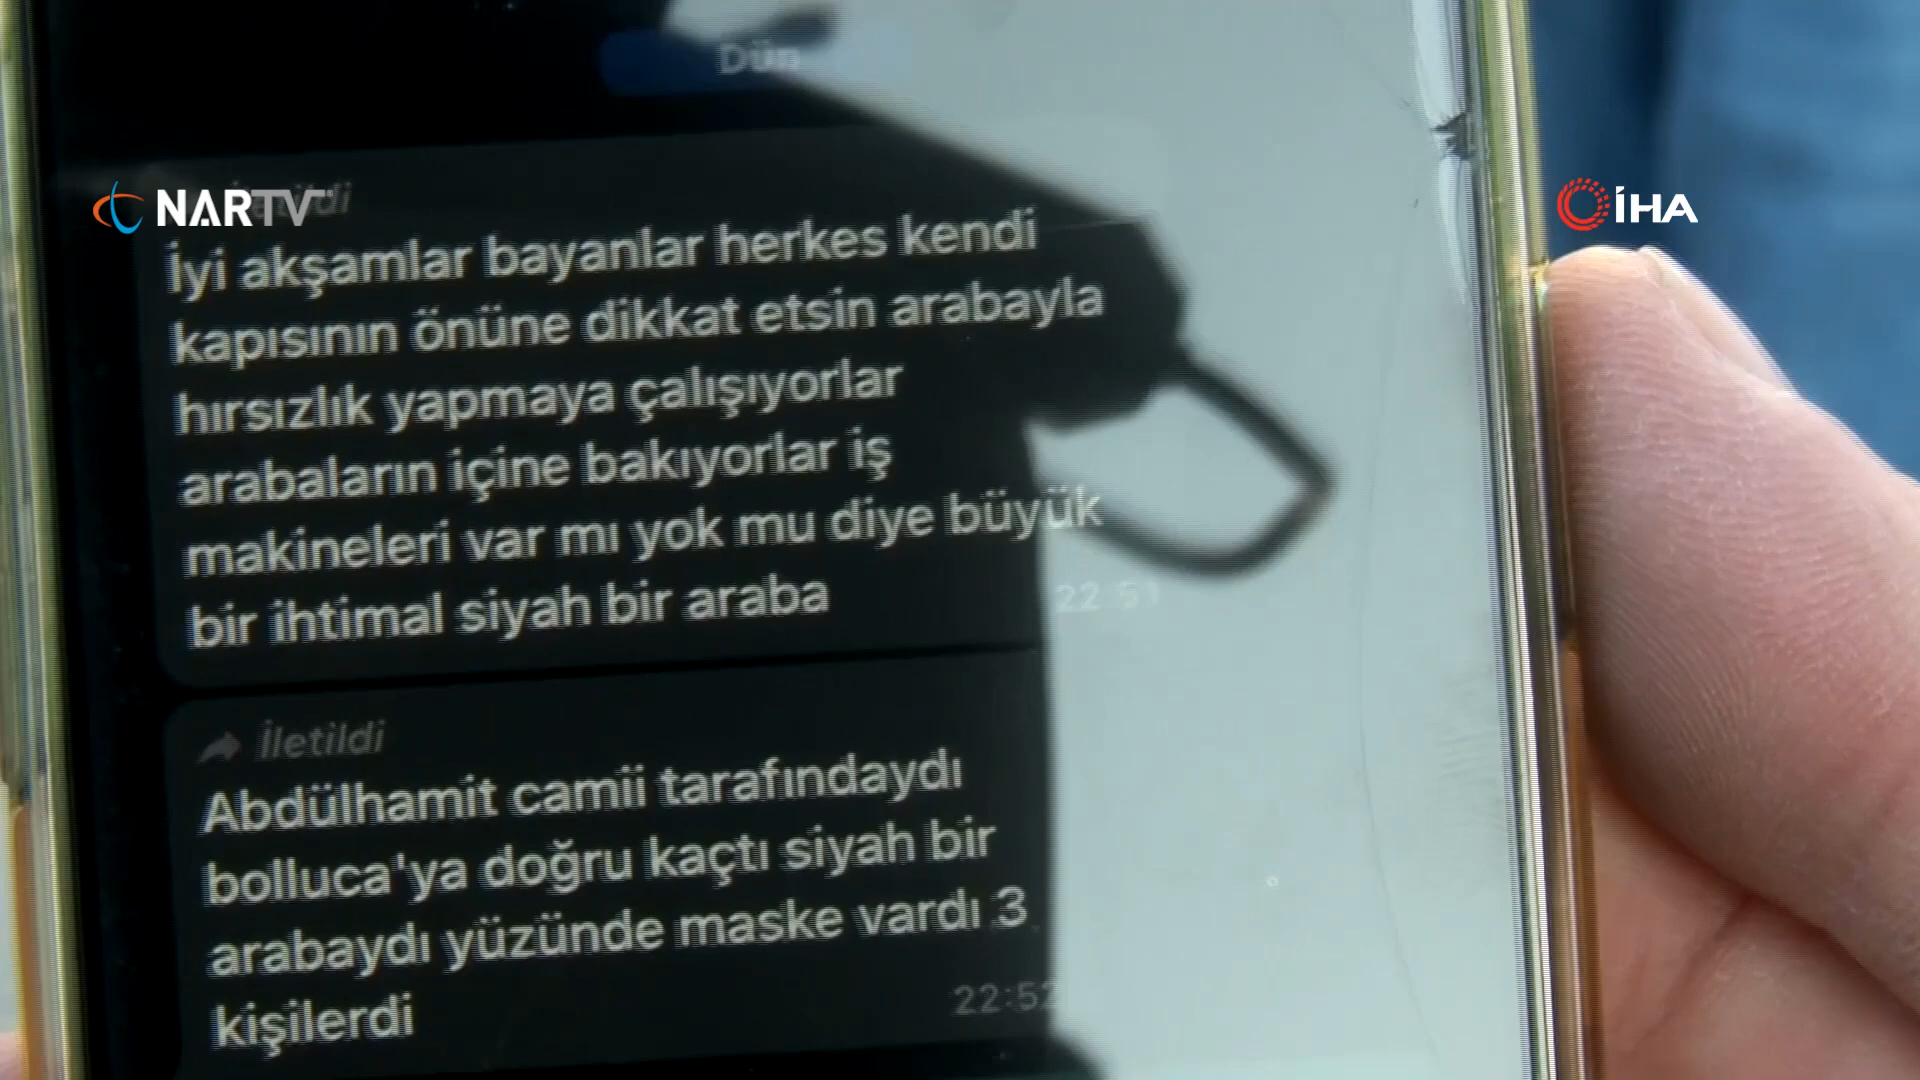 Dün
NARTV
İHA
İyi akşamlar bayanlar herkes kendi
kapısının önüne dikkat etsin arabayla
hırsızlık yapmaya çalışıyorlar
arabaların içine bakıyorlar iş
makineleri var mı yok mu diye büyük
bir ihtimal siyah bir araba
22:51
İletildi
Abdülhamit camii tarafındaydı
bolluca'ya doğru kaçtı siyah bir
arabaydı yüzünde maske vardı 3
kişilerdi
22:52